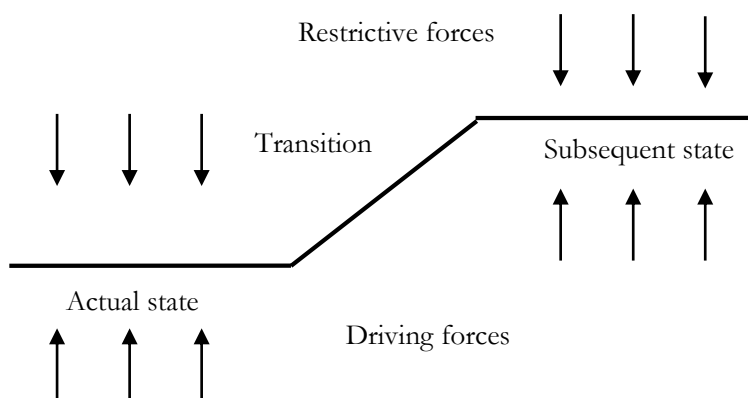 Restrictive forces
Transition
Subsequent state
Actual state
Driving forces